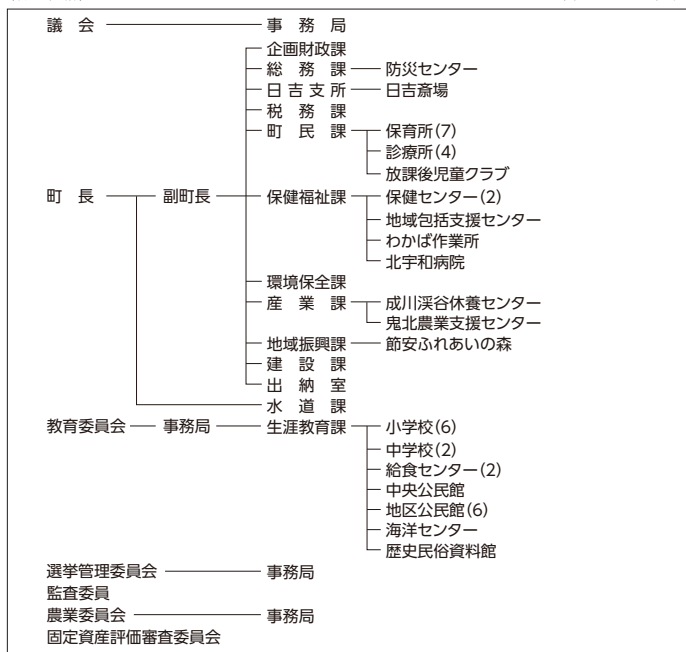 議会 事務局
企画財政課
総務課 防災センター
日吉支所 日吉斎場
税務課
町民課 保育所(7)
診療所(4)
放課後児童クラブ
町長 副町長 保健福祉課 保健センター(2)
地域包括支援センター
わかば作業所
北宇和病院
環境保全課
産業課 成川渓谷休養センター
鬼北農業支援センター
地域振興課 節安ふれあいの森
建設課
出納室
水道課
教育委員会 事務局 生涯教育課 小学校(6)
中学校(2)
給食センター(2)
中央公民館
地区公民館(6)
海洋センター
歴史民俗資料館
選挙管理委員会 事務局
監査委員
農業委員会 事務局
固定資産評価審査委員会